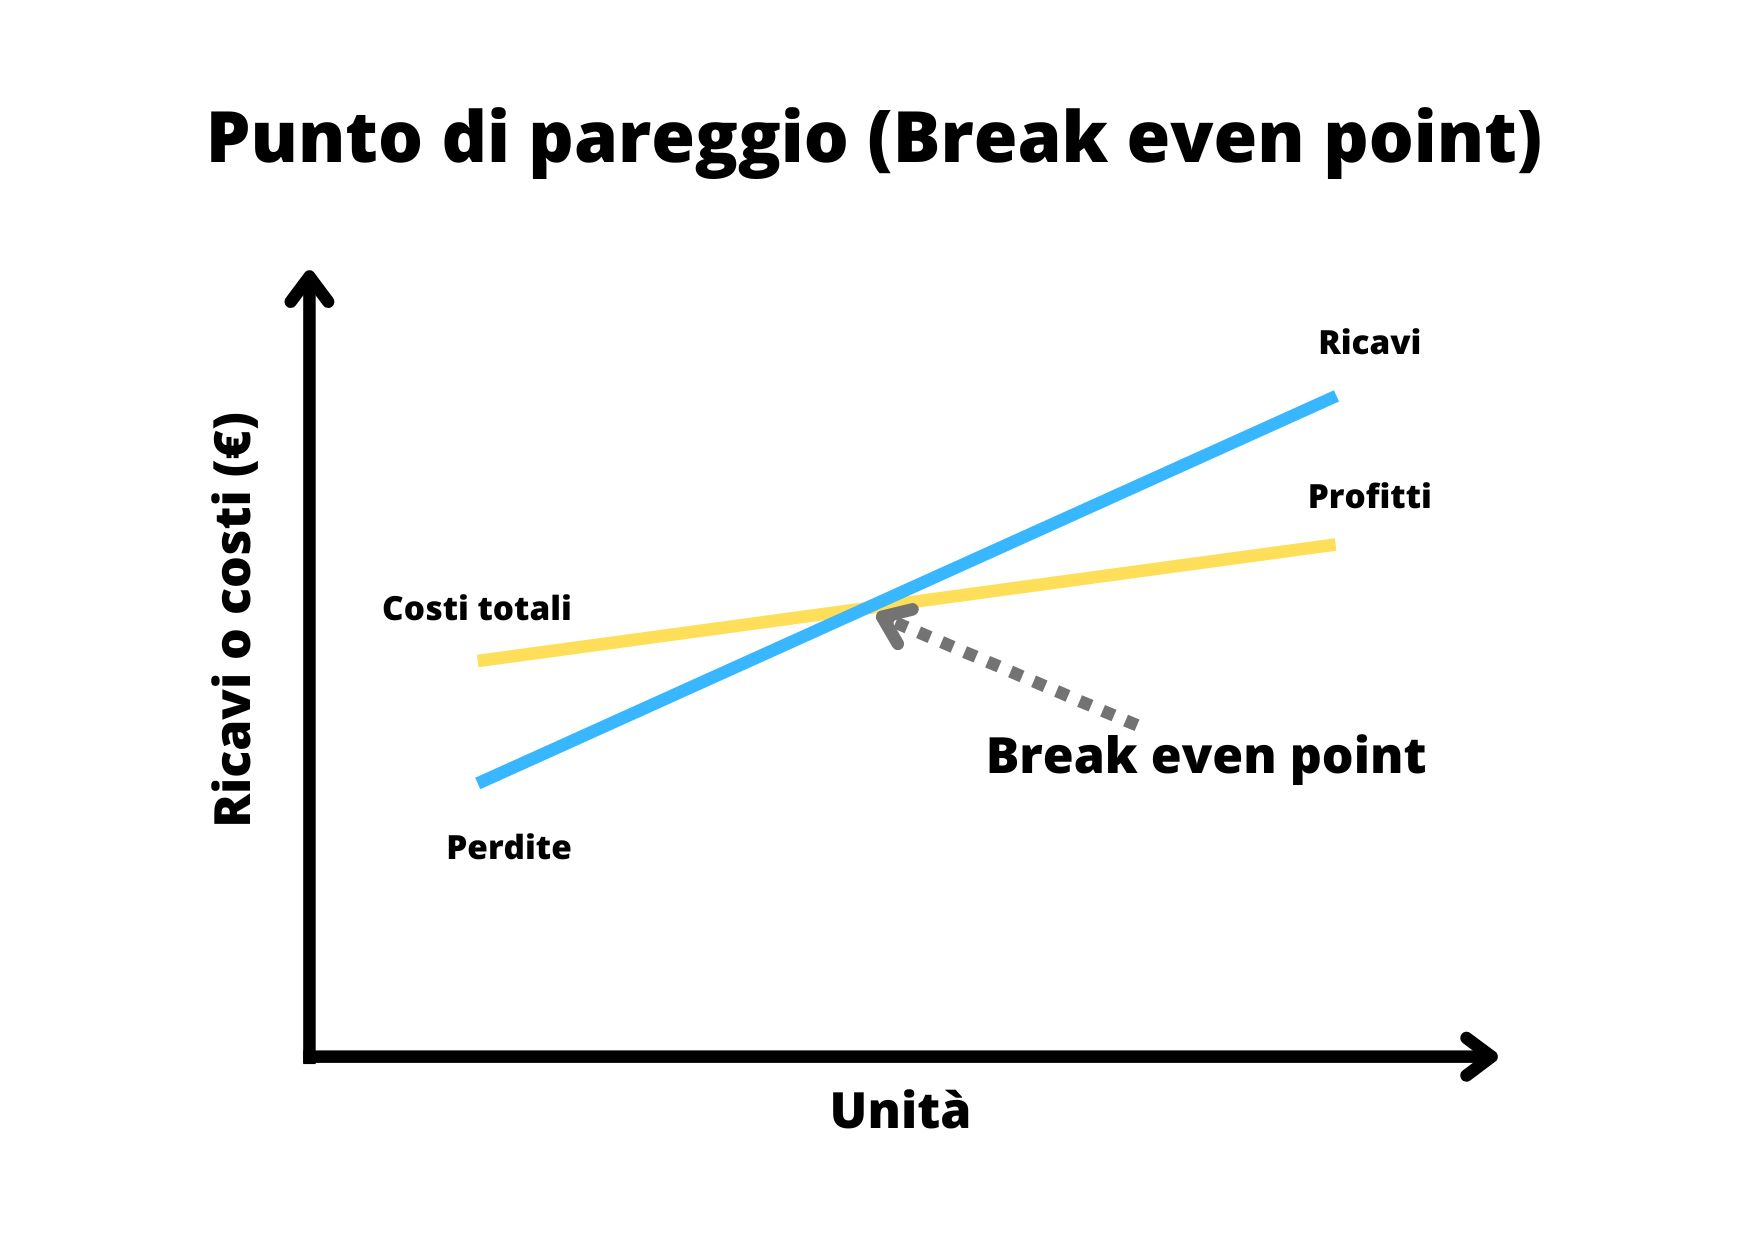 Punto di pareggio (Break even point)
Ricavi o costi (€)
Ricavi
Profitti
Costi totali
Break even point
Perdite
Unità